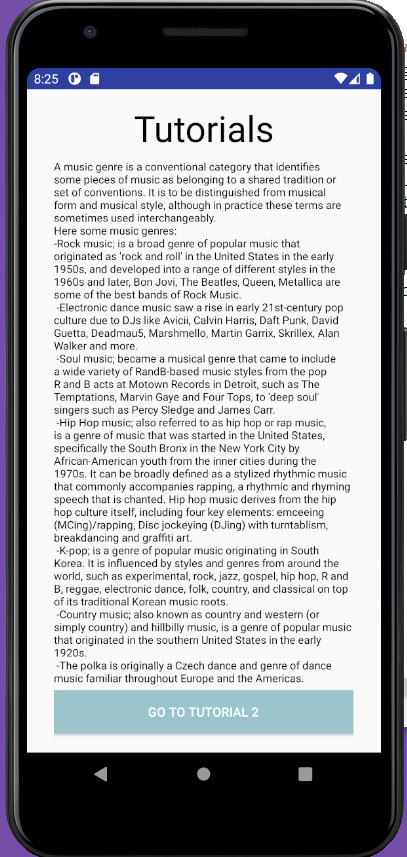 8:25
Tutorials
A music genre is a conventional category that identifies
some pieces of music as belonging to a shared tradition or
set of conventions. It is to be distinguished from musical
form and musical style, although in practice these terms are
sometimes used interchangeably.
Here some music genres:
-Rock music; is a broad genre of popular music that
originated as 'rock and roll' in the United States in the early
1950s, and developed into a range of different styles in the
1960s and later, Bon Jovi, The Beatles, Queen, Metallica are
some of the best bands of Rock Music.
-Electronic dance music saw a rise in early 21st-century pop
culture due to DJs like Avicii, Calvin Harris, Daft Punk, David
Guetta, Deadmau5, Marshmello, Martin Garrix, Skrillex, Alan
Walker and more.
-Soul music; became a musical genre that came to include
a wide variety of RandB-based music styles from the pop
R and B acts at Motown Records in Detroit, such as The
Temptations, Marvin Gaye and Four Tops, to 'deep soul'
singers such as Percy Sledge and James Carr.
-Hip Hop music; also referred to as hip hop or rap music,
is a genre of music that was started in the United States,
specifically the South Bronx in the New York City by
African-American youth from the inner cities during the
1970s. It can be broadly defined as a stylized rhythmic music
that commonly accompanies rapping, a rhythmic and rhyming
speech that is chanted. Hip hop music derives from the hip
hop culture itself, including four key elements: emceeing
(MCing)/rapping, Disc jockeying (DJing) with turntablism,
breakdancing and graffiti art.
-K-pop; is a genre of popular music originating in South
Korea. It is influenced by styles and genres from around the
world, such as experimental, rock, jazz, gospel, hip hop, R and
B, reggae, electronic dance, folk, country, and classical on top
of its traditional Korean music roots.
-Country music; also known as country and western (or
simply country) and hillbilly music, is a genre of popular music
that originated in the southern United States in the early
1920s.
-The polka is originally a Czech dance and genre of dance
music familiar throughout Europe and the Americas.
GO TO TUTORIAL 2